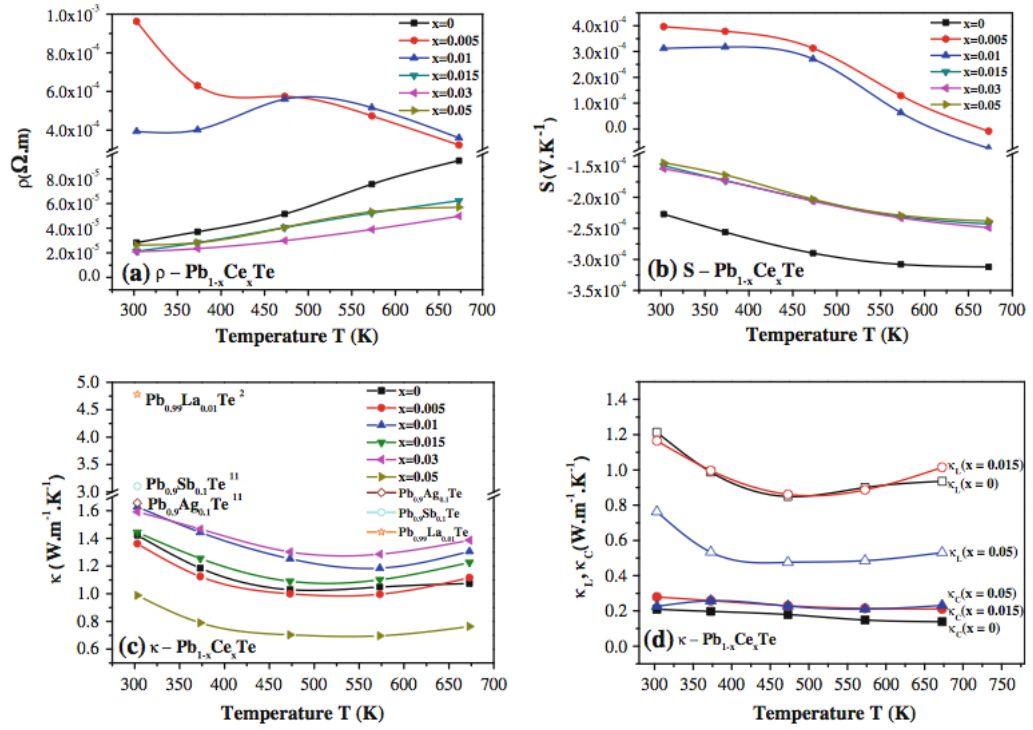 1.0x10⁻³
8.0x10⁻⁴
6.0x10⁻⁴
4.0x10⁻⁴
8.0x10⁻⁵
6.0x10⁻⁵
4.0x10⁻⁵
2.0x10⁻⁵
0.0
ρ(Ω.m)
x=0
x=0.005
x=0.01
x=0.015
x=0.03
x=0.05
(a) ρ – Pb₁₋ₓCeₓTe
300 350 400 450 500 550 600 650 700
Temperature T (K)
4.0x10⁻⁴
3.0x10⁻⁴
2.0x10⁻⁴
1.0x10⁻⁴
0.0
-1.5x10⁻⁴
-2.0x10⁻⁴
-2.5x10⁻⁴
-3.0x10⁻⁴
-3.5x10⁻⁴
S (V.K⁻¹)
x=0
x=0.005
x=0.01
x=0.015
x=0.03
x=0.05
(b) S – Pb₁₋ₓCeₓTe
300 350 400 450 500 550 600 650 700
Temperature T (K)
5.0
4.5
4.0
3.5
3.0
1.6
1.4
1.2
1.0
0.8
0.6
κ (W.m⁻¹.K⁻¹)
Pb₀.₉₉La₀.₀₁Te ²
Pb₀.₉Sb₀.₁Te ¹¹
Pb₀.₉Ag₀.₁Te ¹¹
x=0
x=0.005
x=0.01
x=0.015
x=0.03
x=0.05
Pb₀.₉Ag₀.₁Te
Pb₀.₉Sb₀.₁Te
Pb₀.₉₉La₀.₀₁Te
(c) κ – Pb₁₋ₓCeₓTe
300 350 400 450 500 550 600 650 700
Temperature T (K)
1.4
1.2
1.0
0.8
0.6
0.4
0.2
0.0
κ_L, κ_C (W.m⁻¹.K⁻¹)
κ_L(x = 0.015)
κ_L(x = 0)
κ_L(x = 0.05)
κ_C(x = 0.05)
κ_C(x = 0.015)
κ_C(x = 0)
(d) κ – Pb₁₋ₓCeₓTe
300 350 400 450 500 550 600 650 700 750
Temperature T (K)